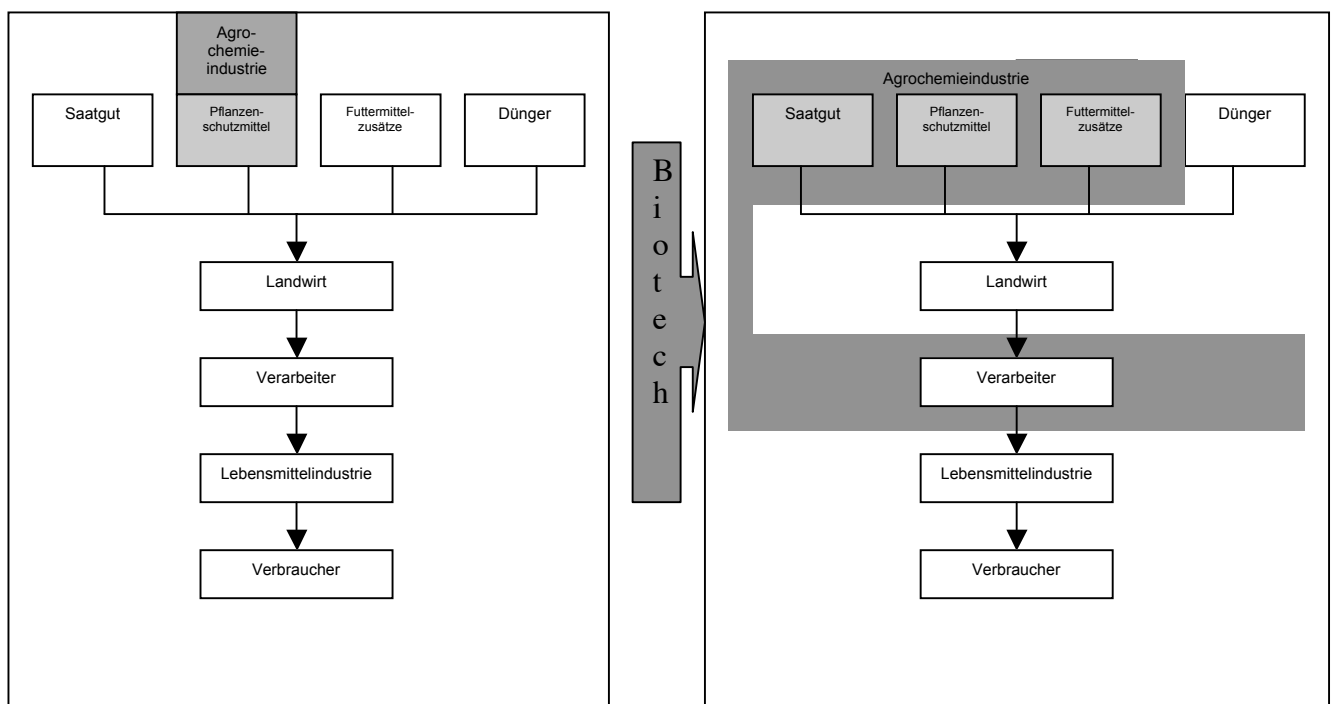 Agro-
chemie-
industrie
Saatgut
Pflanzen-
schutzmittel
Futtermittel-
zusätze
Dünger
Landwirt
Verarbeiter
Lebensmittelindustrie
Verbraucher
Biotech
Agrochemieindustrie
Saatgut
Pflanzen-
schutzmittel
Futtermittel-
zusätze
Dünger
Landwirt
Verarbeiter
Lebensmittelindustrie
Verbraucher